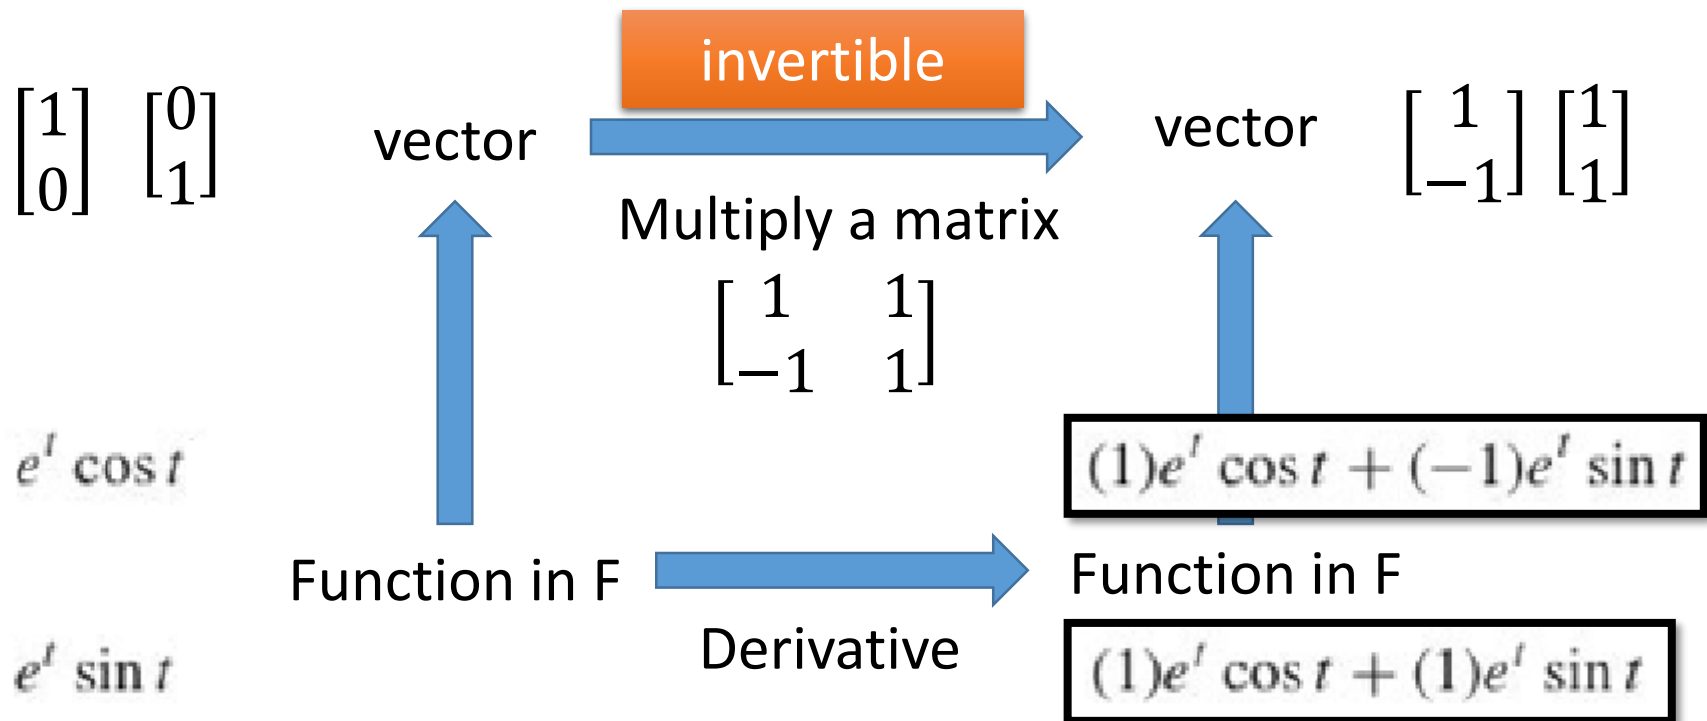 invertible
[1 0] [0 1]
vector
vector
[1 -1] [1 1]
Multiply a matrix
[1 1
-1 1]
e^t cos t
(1)e^t cos t + (−1)e^t sin t
Function in F
Function in F
Derivative
e^t sin t
(1)e^t cos t + (1)e^t sin t